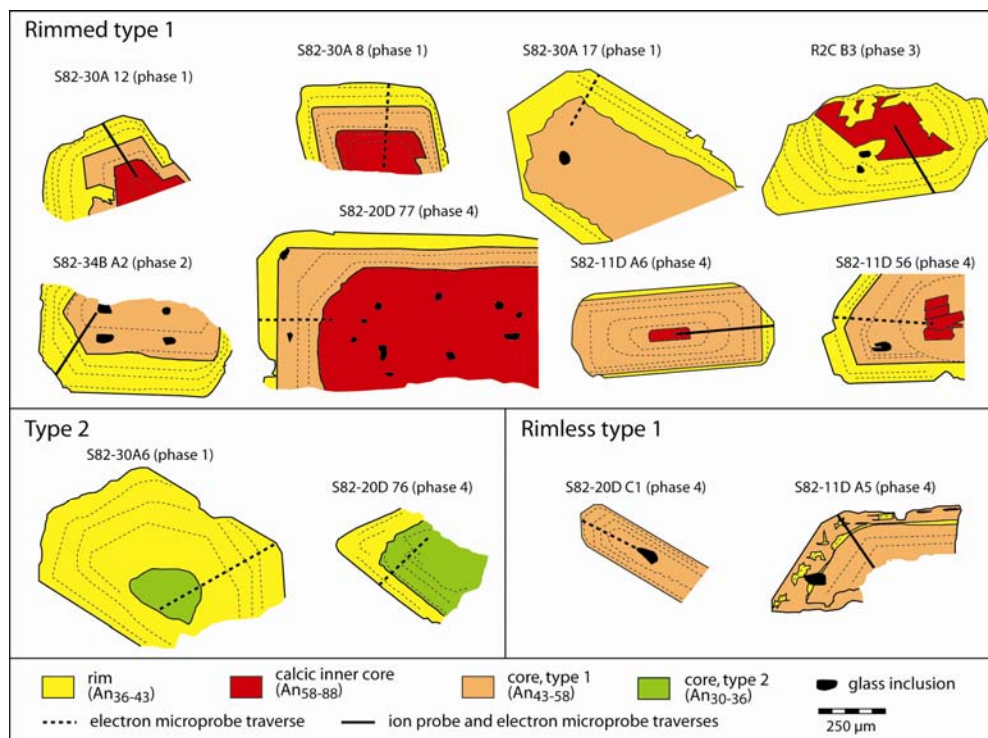 Rimmed type 1
S82-30A 12 (phase 1)
S82-30A 8 (phase 1)
S82-30A 17 (phase 1)
R2C B3 (phase 3)
S82-34B A2 (phase 2)
S82-20D 77 (phase 4)
S82-11D A6 (phase 4)
S82-11D 56 (phase 4)
Type 2
S82-30A6 (phase 1)
S82-20D 76 (phase 4)
Rimless type 1
S82-20D C1 (phase 4)
S82-11D A5 (phase 4)
rim
(An36-43)
calcic inner core
(An58-88)
core, type 1
(An43-58)
core, type 2
(An30-36)
glass inclusion
electron microprobe traverse
ion probe and electron microprobe traverses
250 µm